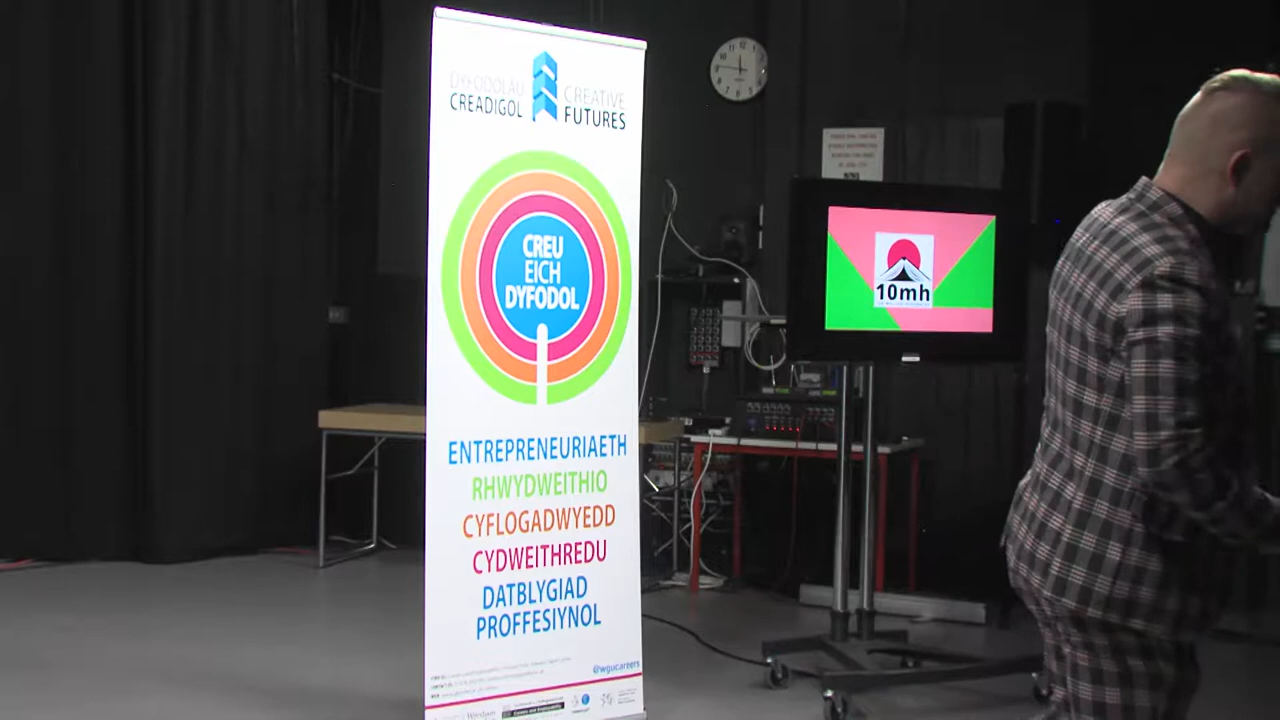 DYFODOLAU
CREADIGOL
CREATIVE
FUTURES
CREU
EICH
DYFODOL
ENTREPRENEURIAETH
RHWYDWEITHIO
CYFLOGADWYEDD
CYDWEITHREDU
DATBLYGIAD
PROFFESIYNOL
@wgucareers
10mh